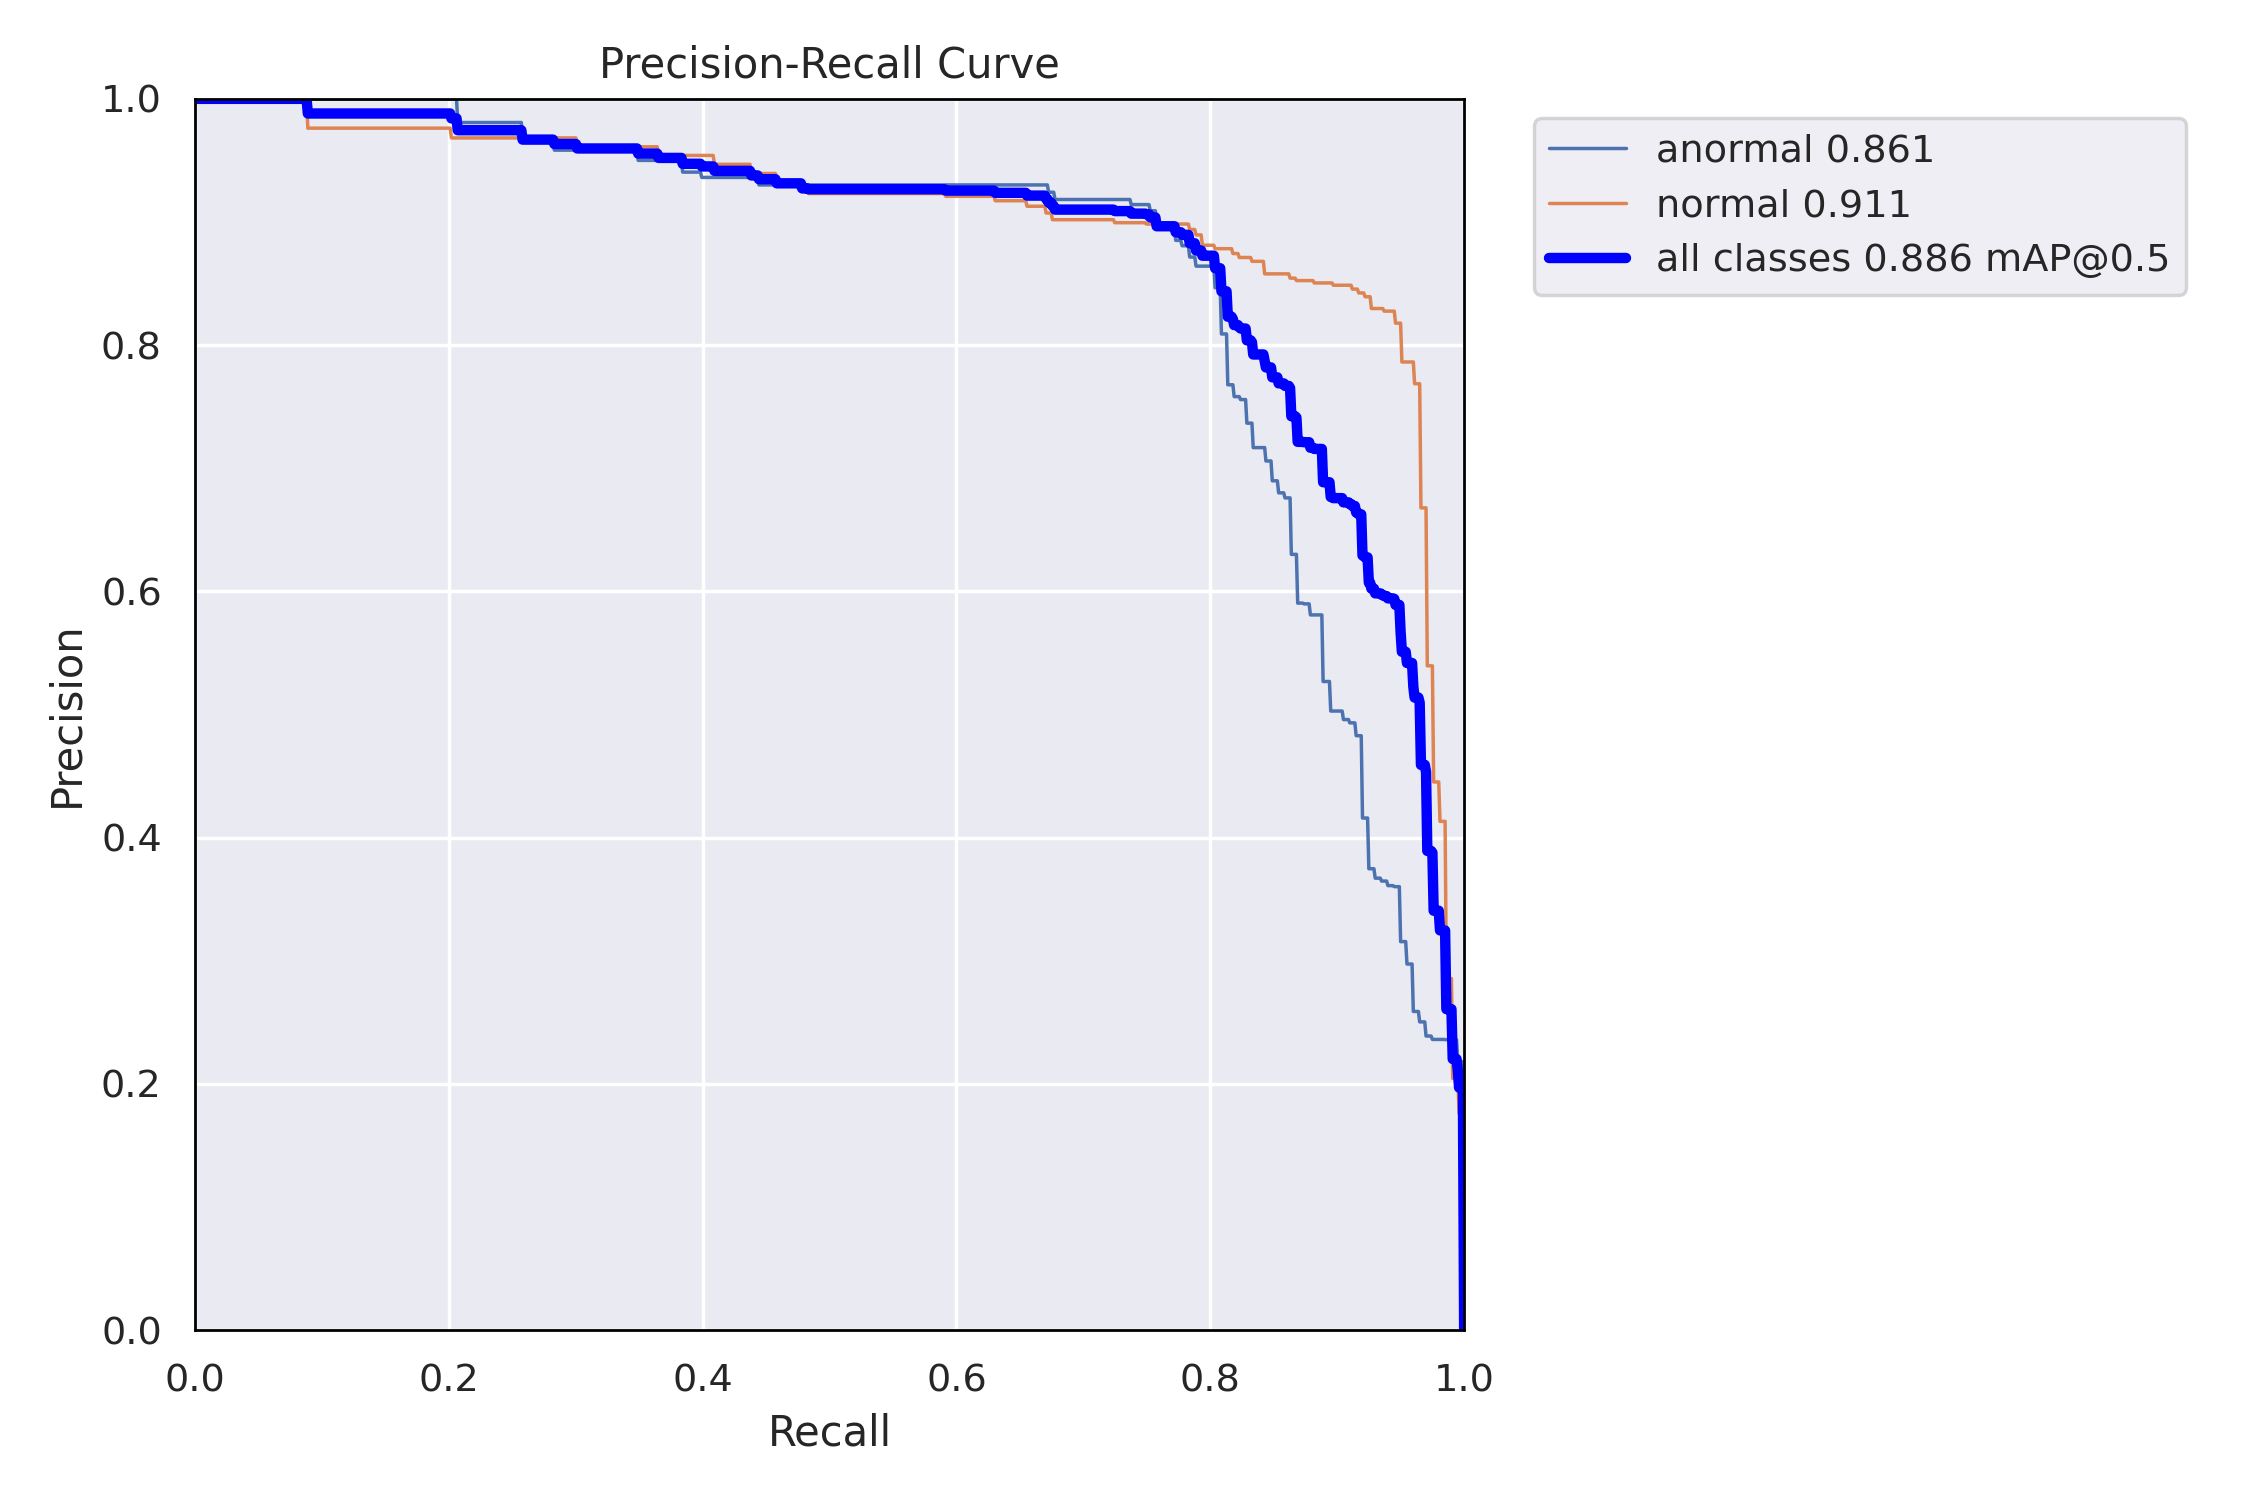 Precision-Recall Curve
1.0
0.8
0.6
0.4
0.2
0.0
Precision
0.0 0.2 0.4 0.6 0.8 1.0
Recall
anormal 0.861
normal 0.911
all classes 0.886 mAP@0.5